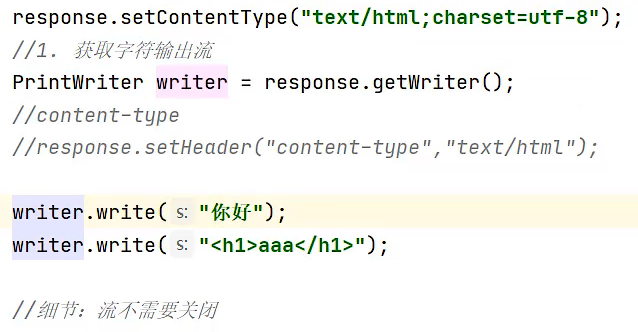 response.setContentType("text/html;charset=utf-8");
//1. 获取字符输出流
PrintWriter writer = response.getWriter();
//content-type
//response.setHeader("content-type","text/html");
writer.write( s: "你好");
writer.write( s: "<h1>aaa</h1>");
//细节：流不需要关闭